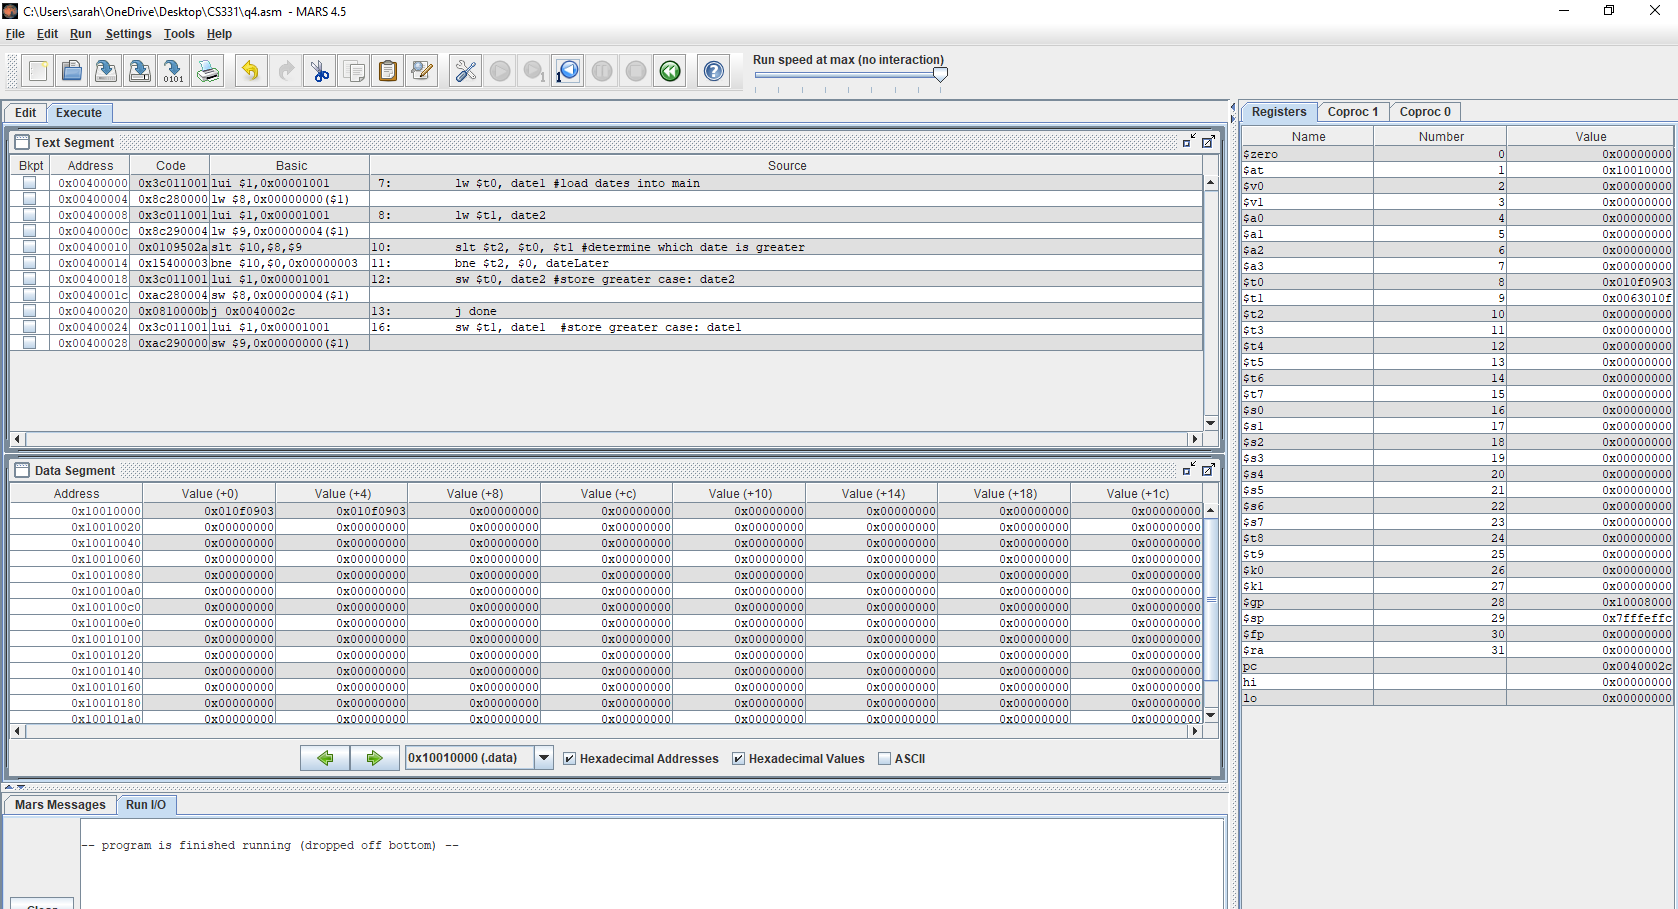 C:\Users\sarah\OneDrive\Desktop\CS331\q4.asm - MARS 4.5
File Edit Run Settings Tools Help
Run speed at max (no interaction)
Edit Execute
Text Segment
Bkpt Address Code Basic Source
0x00400000 0x3c011001 lui $1,0x00001001 7: lw $t0, date1 #load dates into main
0x00400004 0x8c280000 lw $8,0x00000000($1)
0x00400008 0x3c011001 lui $1,0x00001001 8: lw $t1, date2
0x0040000c 0x8c290004 lw $9,0x00000004($1)
0x00400010 0x0109502a slt $10,$8,$9 10: slt $t2, $t0, $t1 #determine which date is greater
0x00400014 0x15400003 bne $10,$0,0x00000003 11: bne $t2, $0, dateLater
0x00400018 0x3c011001 lui $1,0x00001001 12: sw $t0, date2 #store greater case: date2
0x0040001c 0xac280004 sw $8,0x00000004($1)
0x00400020 0x0810000b j 0x0040002c 13: j done
0x00400024 0x3c011001 lui $1,0x00001001 16: sw $t1, date1 #store greater case: date1
0x00400028 0xac290000 sw $9,0x00000000($1)
Data Segment
Address Value (+0) Value (+4) Value (+8) Value (+c) Value (+10) Value (+14) Value (+18) Value (+1c)
0x10010000 0x010f0903 0x010f0903 0x00000000 0x00000000 0x00000000 0x00000000 0x00000000 0x00000000
0x10010020 0x00000000 0x00000000 0x00000000 0x00000000 0x00000000 0x00000000 0x00000000 0x00000000
0x10010040 0x00000000 0x00000000 0x00000000 0x00000000 0x00000000 0x00000000 0x00000000 0x00000000
0x10010060 0x00000000 0x00000000 0x00000000 0x00000000 0x00000000 0x00000000 0x00000000 0x00000000
0x10010080 0x00000000 0x00000000 0x00000000 0x00000000 0x00000000 0x00000000 0x00000000 0x00000000
0x100100a0 0x00000000 0x00000000 0x00000000 0x00000000 0x00000000 0x00000000 0x00000000 0x00000000
0x100100c0 0x00000000 0x00000000 0x00000000 0x00000000 0x00000000 0x00000000 0x00000000 0x00000000
0x100100e0 0x00000000 0x00000000 0x00000000 0x00000000 0x00000000 0x00000000 0x00000000 0x00000000
0x10010100 0x00000000 0x00000000 0x00000000 0x00000000 0x00000000 0x00000000 0x00000000 0x00000000
0x10010120 0x00000000 0x00000000 0x00000000 0x00000000 0x00000000 0x00000000 0x00000000 0x00000000
0x10010140 0x00000000 0x00000000 0x00000000 0x00000000 0x00000000 0x00000000 0x00000000 0x00000000
0x10010160 0x00000000 0x00000000 0x00000000 0x00000000 0x00000000 0x00000000 0x00000000 0x00000000
0x10010180 0x00000000 0x00000000 0x00000000 0x00000000 0x00000000 0x00000000 0x00000000 0x00000000
0x100101a0 0x00000000 0x00000000 0x00000000 0x00000000 0x00000000 0x00000000 0x00000000 0x00000000
0x10010000 (.data) Hexadecimal Addresses Hexadecimal Values ASCII
Mars Messages Run I/O
-- program is finished running (dropped off bottom) --
Clear
Registers Coproc 1 Coproc 0
Name Number Value
$zero 0 0x00000000
$at 1 0x10010000
$v0 2 0x00000000
$v1 3 0x00000000
$a0 4 0x00000000
$a1 5 0x00000000
$a2 6 0x00000000
$a3 7 0x00000000
$t0 8 0x010f0903
$t1 9 0x0063010f
$t2 10 0x00000000
$t3 11 0x00000000
$t4 12 0x00000000
$t5 13 0x00000000
$t6 14 0x00000000
$t7 15 0x00000000
$s0 16 0x00000000
$s1 17 0x00000000
$s2 18 0x00000000
$s3 19 0x00000000
$s4 20 0x00000000
$s5 21 0x00000000
$s6 22 0x00000000
$s7 23 0x00000000
$t8 24 0x00000000
$t9 25 0x00000000
$k0 26 0x00000000
$k1 27 0x00000000
$gp 28 0x10008000
$sp 29 0x7fffeffc
$fp 30 0x00000000
$ra 31 0x00000000
pc 0x0040002c
hi 0x00000000
lo 0x00000000